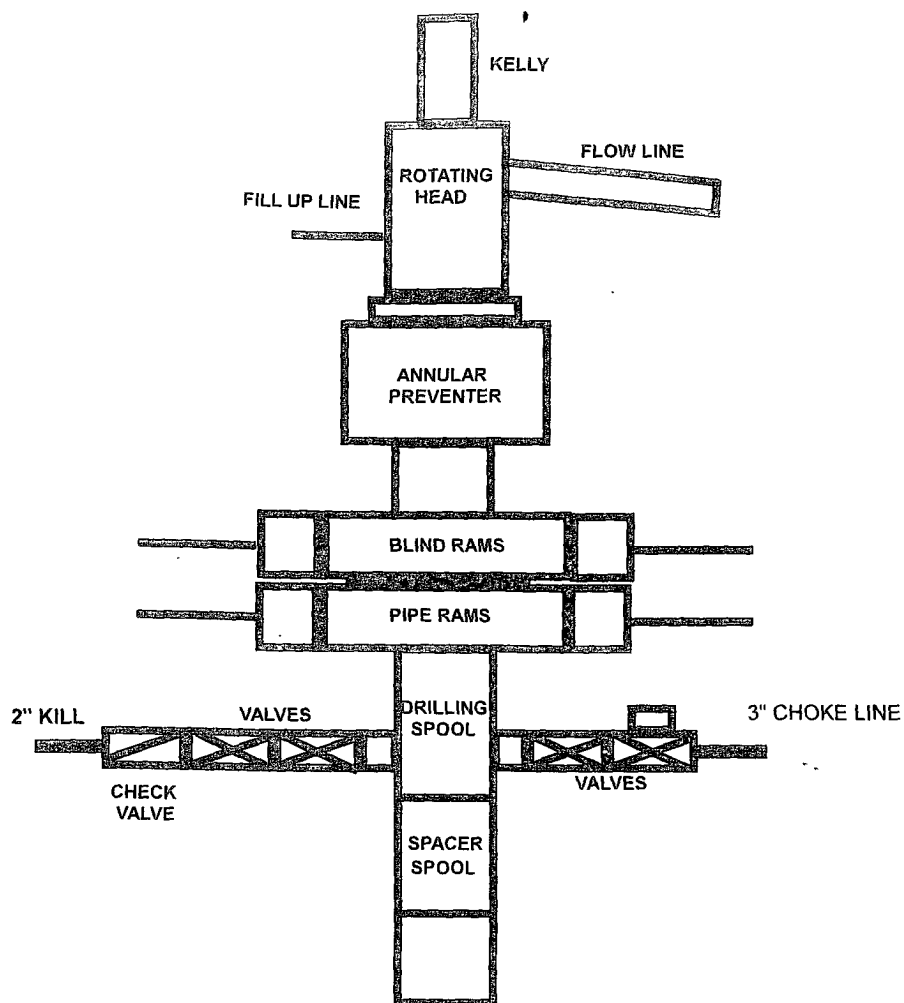 KELLY
FLOW LINE
ROTATING
HEAD
FILL UP LINE
ANNULAR
PREVENTER
BLIND RAMS
PIPE RAMS
2" KILL
VALVES
DRILLING
SPOOL
3" CHOKE LINE
CHECK
VALVE
VALVES
SPACER
SPOOL